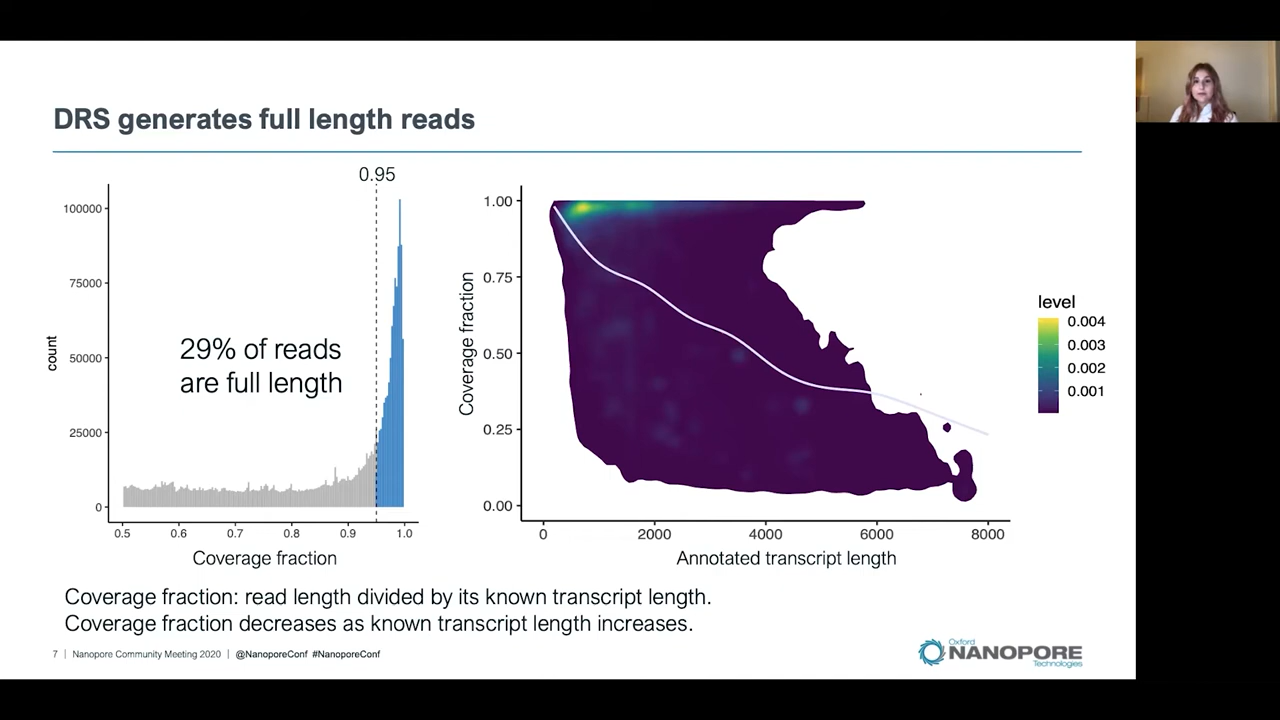 DRS generates full length reads
0.95
100000
75000
50000
25000
0
count
29% of reads
are full length
0.5 0.6 0.7 0.8 0.9 1.0
Coverage fraction
1.00
0.75
0.50
0.25
0.00
Coverage fraction
0 2000 4000 6000 8000
Annotated transcript length
level
0.004
0.003
0.002
0.001
Coverage fraction: read length divided by its known transcript length.
Coverage fraction decreases as known transcript length increases.
7 | Nanopore Community Meeting 2020 | @NanoporeConf #NanoporeConf
Oxford
NANOPORE
Technologies